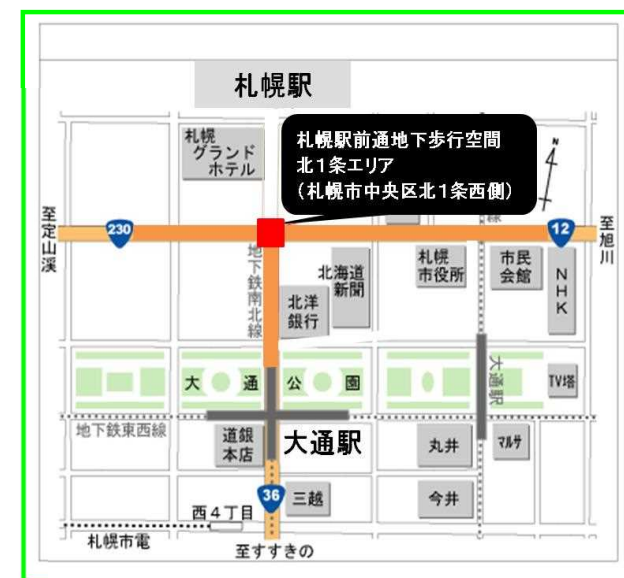 札幌駅
札幌
グランド
ホテル
札幌駅前通地下歩行空間
北1条エリア
(札幌市中央区北1条西側)
N
至定山渓
230
12
至旭川
線
地下鉄南北線
北海道
新聞
北洋
銀行
札幌
市役所
市民
会館
NHK
大通公園
大通駅
TV塔
地下鉄東西線
道銀
本店
大通駅
丸井
マルサ
36
三越
今井
西4丁目
札幌市電
至すすきの